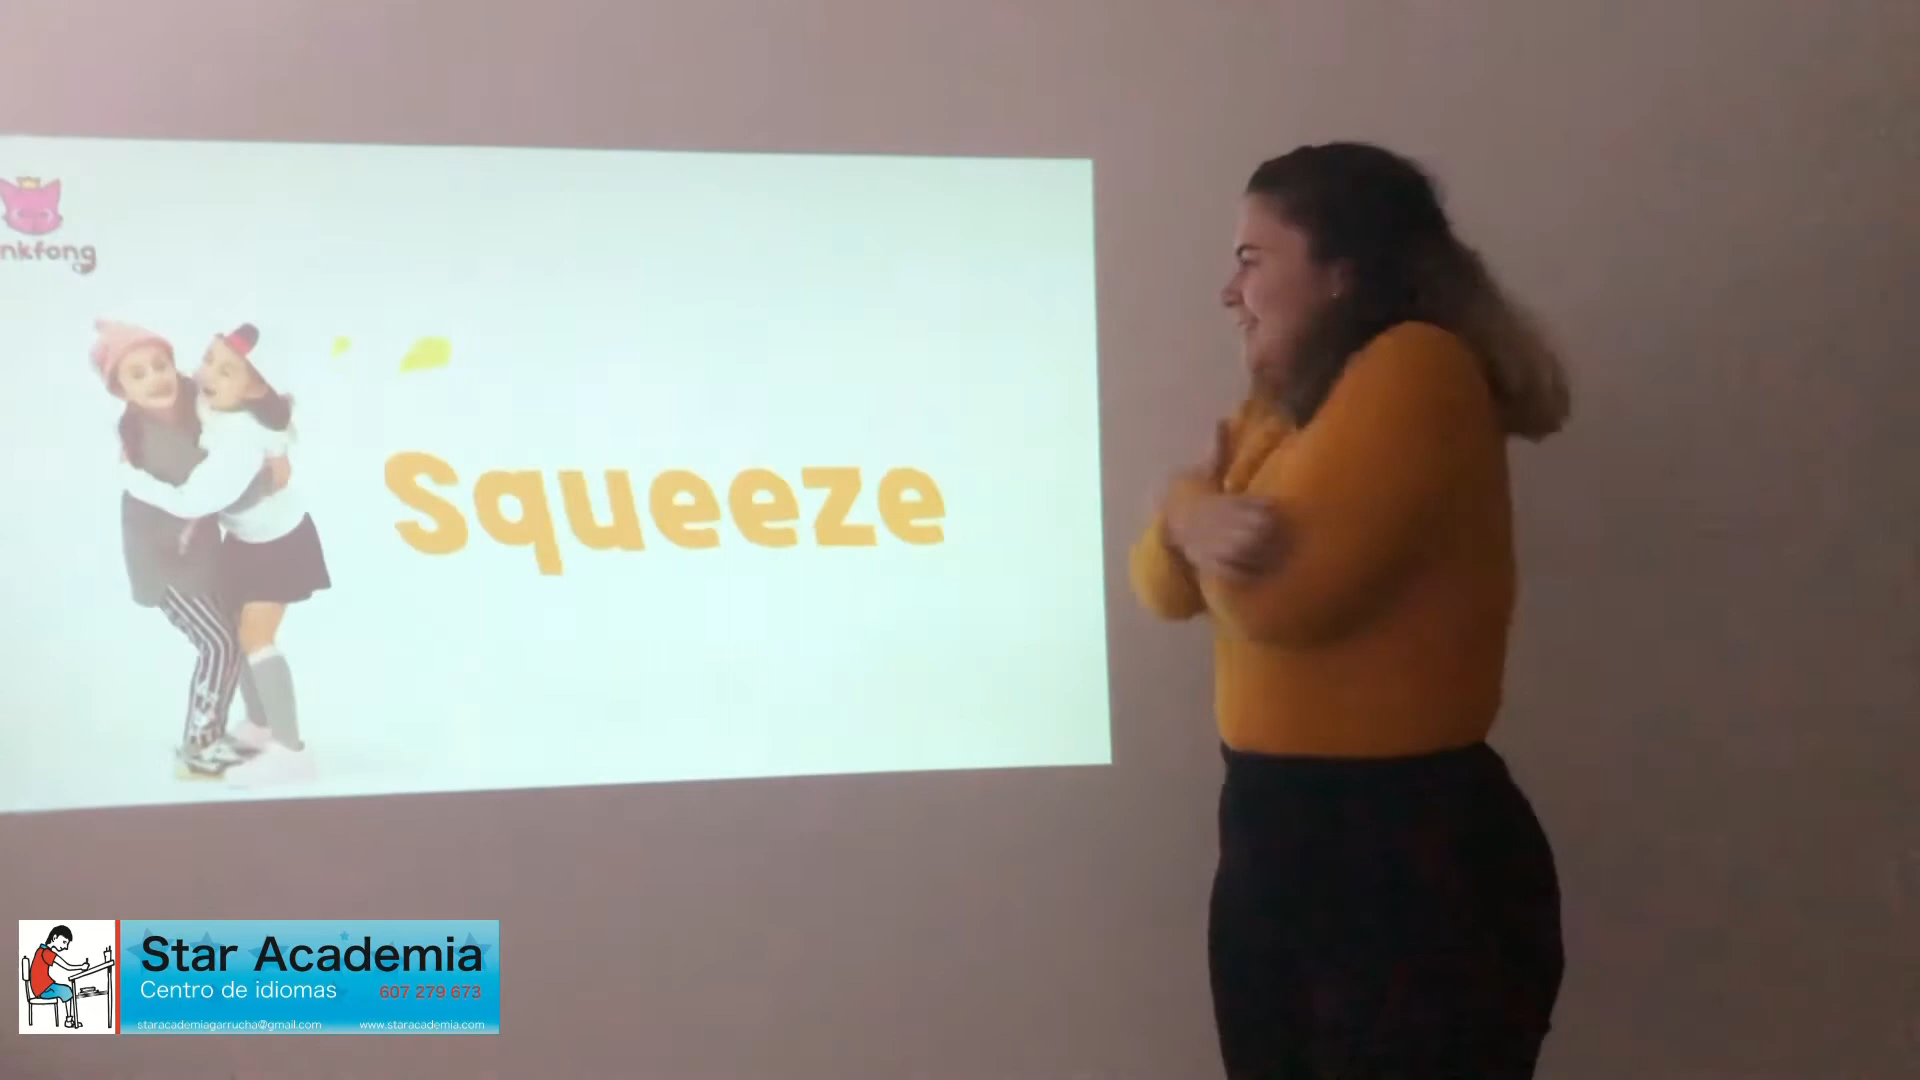 nkfong
Squeeze
Star Academia
Centro de idiomas 607 279 673
staracademiagarrucha@gmail.com www.staracademia.com